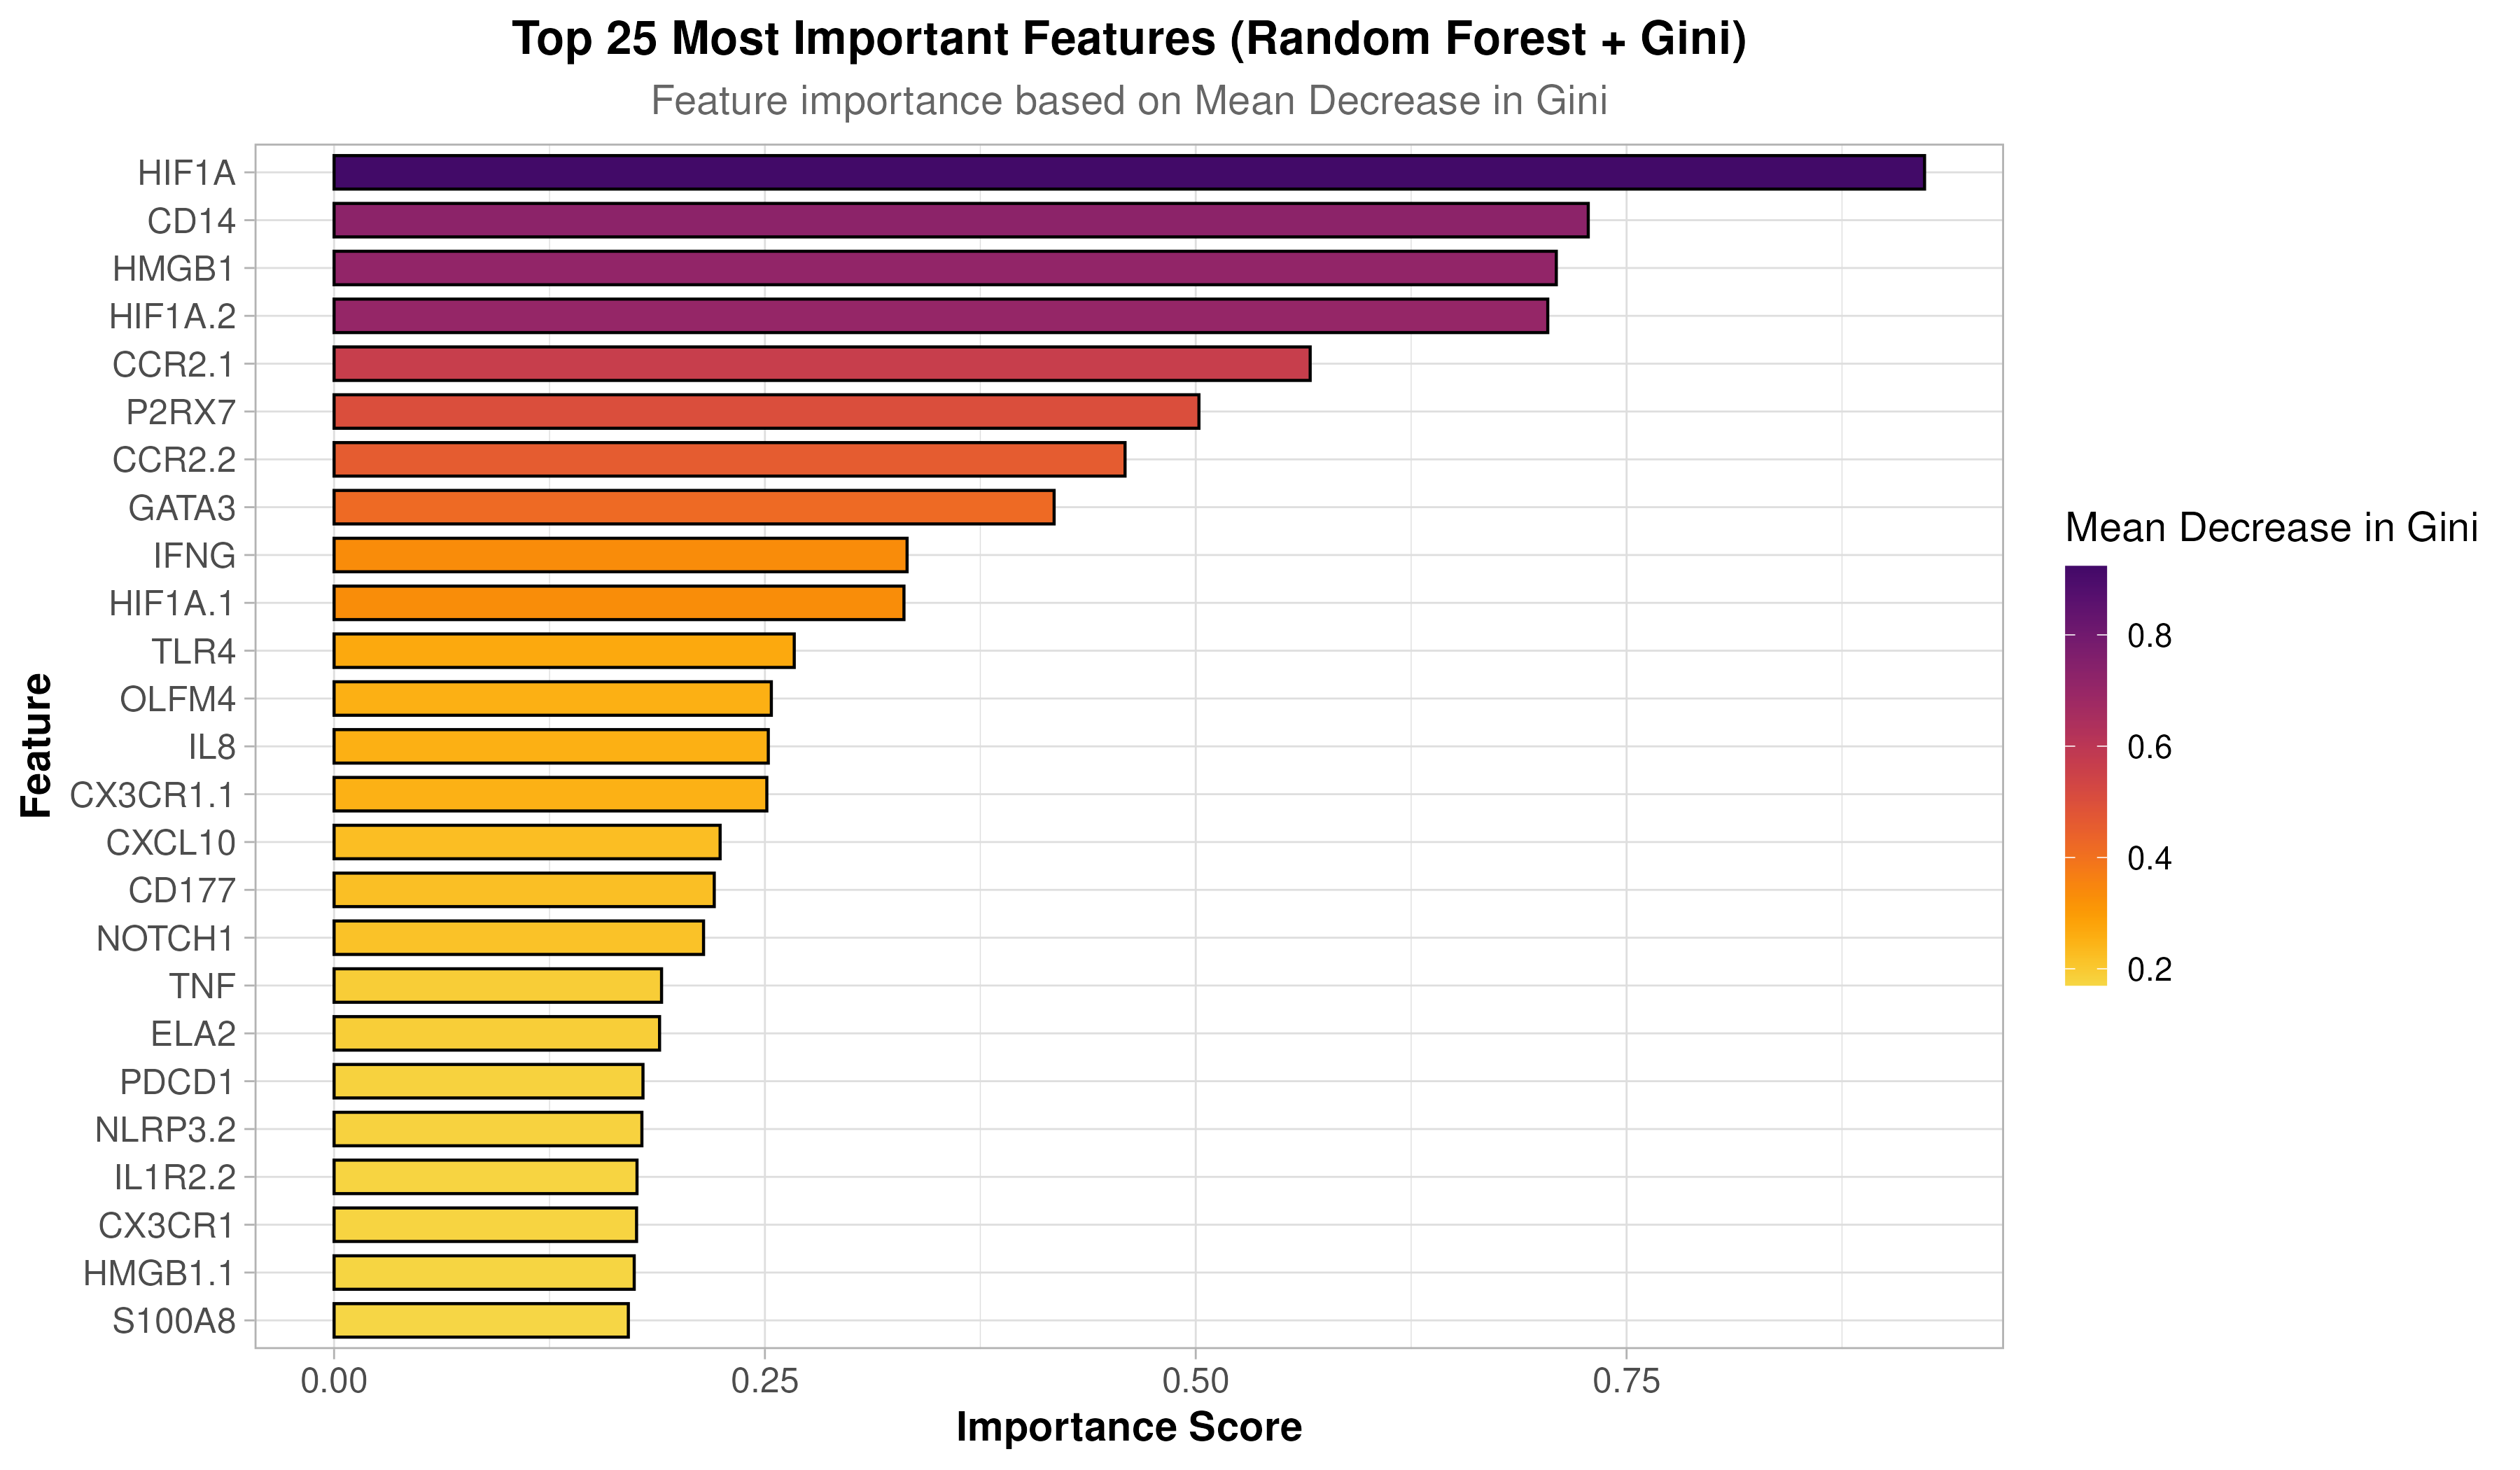 Top 25 Most Important Features (Random Forest + Gini)
Feature importance based on Mean Decrease in Gini
Feature
HIF1A
CD14
HMGB1
HIF1A.2
CCR2.1
P2RX7
CCR2.2
GATA3
IFNG
HIF1A.1
TLR4
OLFM4
IL8
CX3CR1.1
CXCL10
CD177
NOTCH1
TNF
ELA2
PDCD1
NLRP3.2
IL1R2.2
CX3CR1
HMGB1.1
S100A8
0.00 0.25 0.50 0.75
Importance Score
Mean Decrease in Gini
0.8
0.6
0.4
0.2